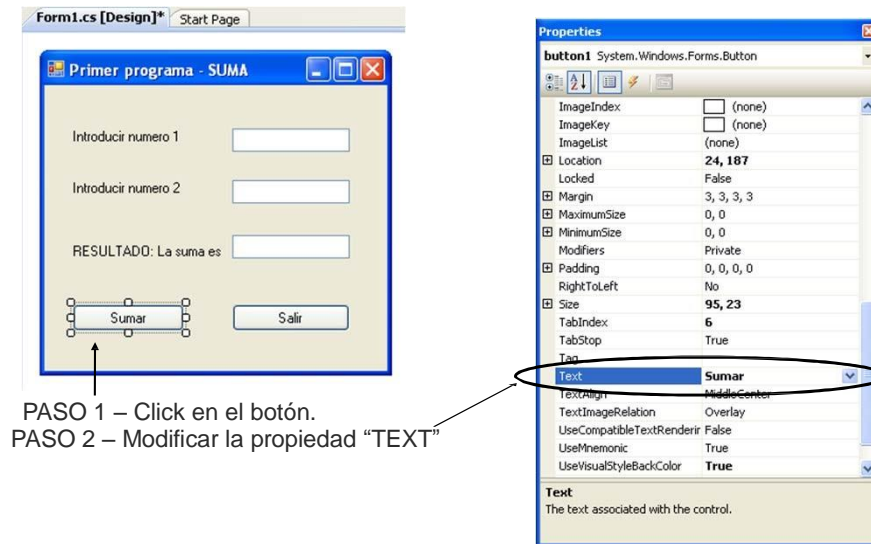 Form1.cs [Design]* Start Page
Primer programa - SUMA
Introducir numero 1
Introducir numero 2
RESULTADO: La suma es
Sumar Salir
PASO 1 – Click en el botón.
PASO 2 – Modificar la propiedad “TEXT”
Properties
button1 System.Windows.Forms.Button
ImageIndex (none)
ImageKey (none)
ImageList (none)
Location 24, 187
Locked False
Margin 3, 3, 3, 3
MaximumSize 0, 0
MinimumSize 0, 0
Modifiers Private
Padding 0, 0, 0, 0
RightToLeft No
Size 95, 23
TabIndex 6
TabStop True
Tag
Text Sumar
TextAlign MiddleCenter
TextImageRelation Overlay
UseCompatibleTextRenderir False
UseMnemonic True
UseVisualStyleBackColor True
Text
The text associated with the control.